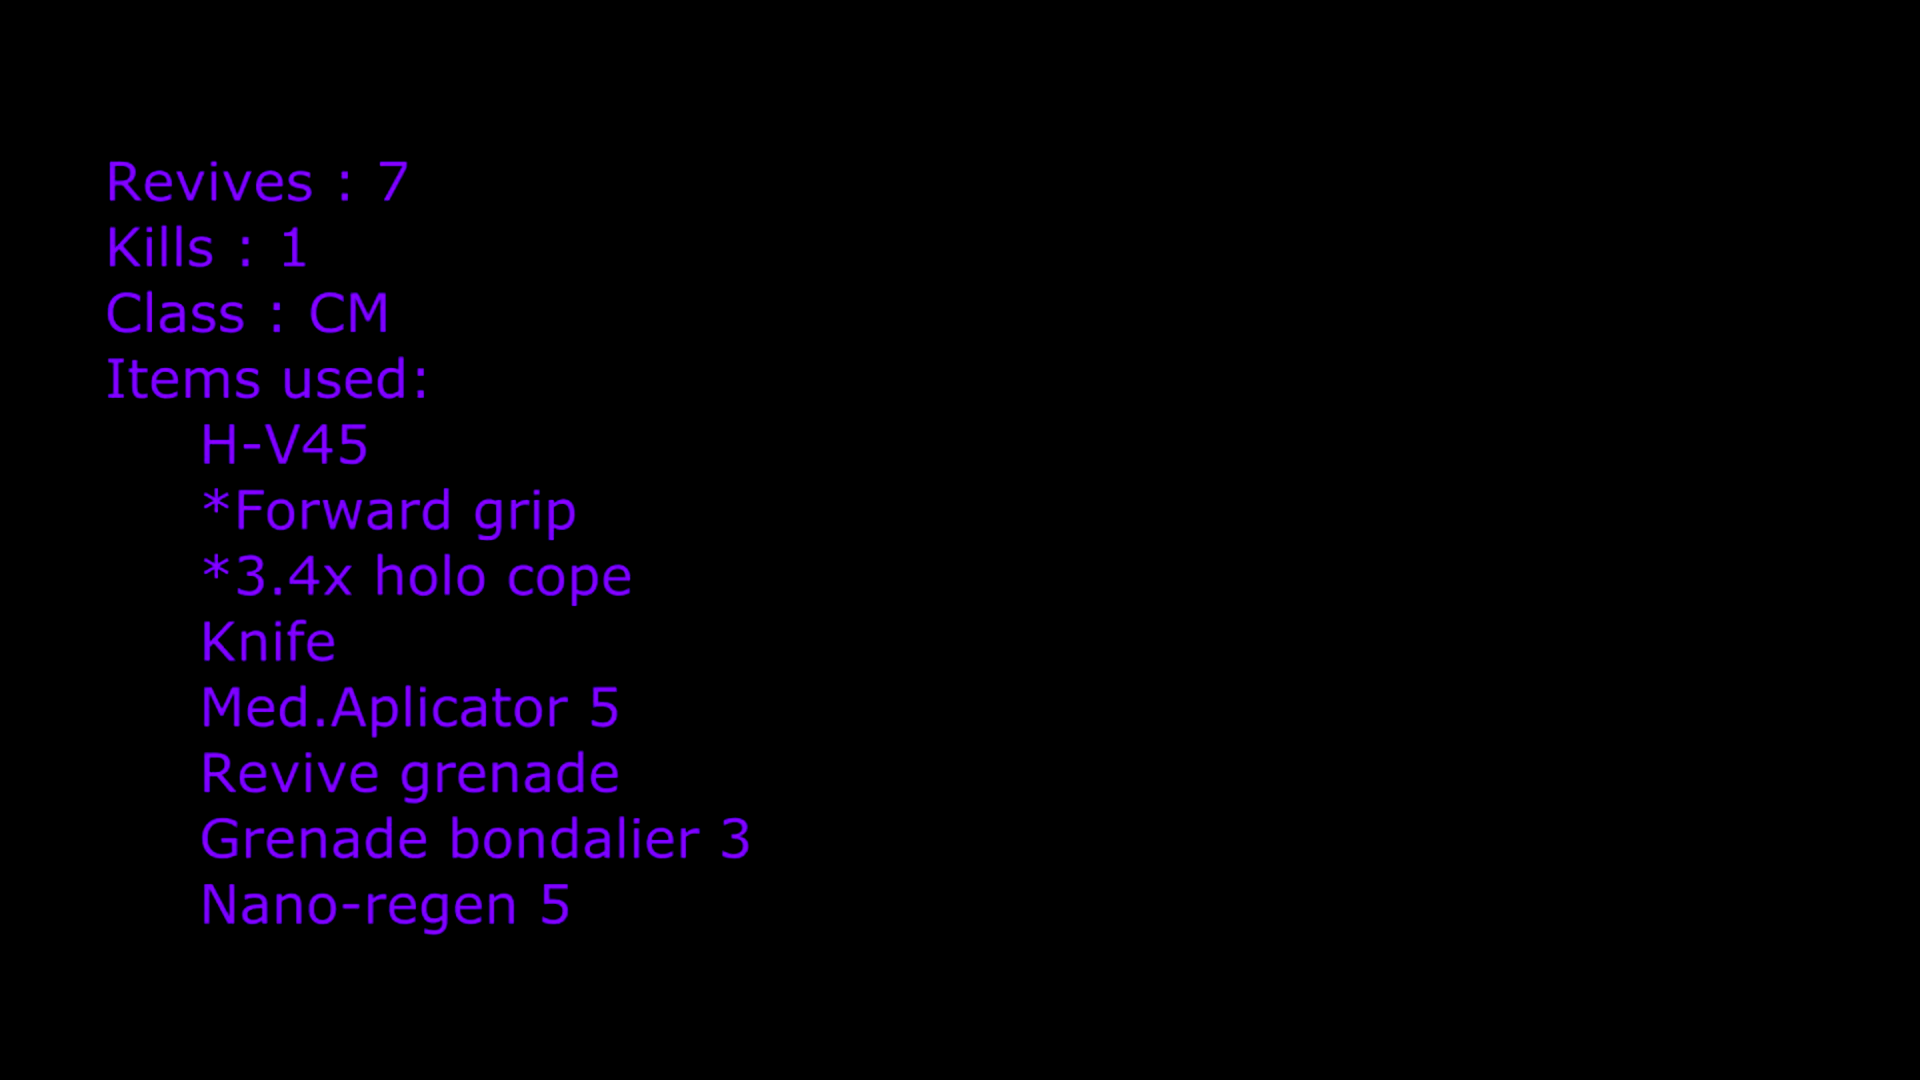 Revives : 7
Kills : 1
Class : CM
Items used:
H-V45
*Forward grip
*3.4x holo cope
Knife
Med.Aplicator 5
Revive grenade
Grenade bondalier 3
Nano-regen 5